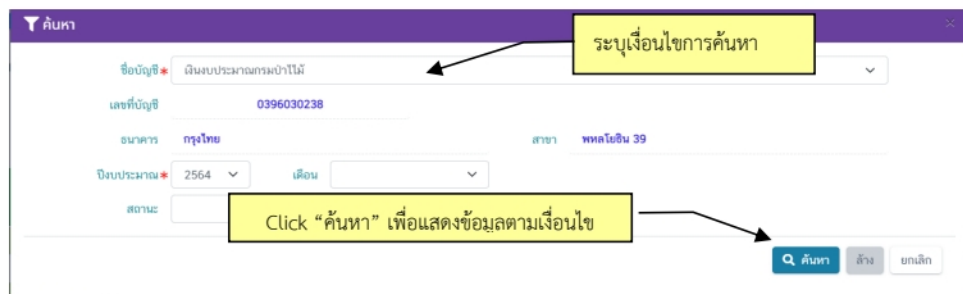 ค้นหา
ระบุเงื่อนไขการค้นหา
ชื่อบัญชี* เงินงบประมาณกรมป่าไม้
เลขที่บัญชี 0396030238
ธนาคาร กรุงไทย สาขา พหลโยธิน 39
ปีงบประมาณ* 2564 เดือน
สถานะ
Click “ค้นหา” เพื่อแสดงข้อมูลตามเงื่อนไข
ค้นหา ล้าง ยกเลิก